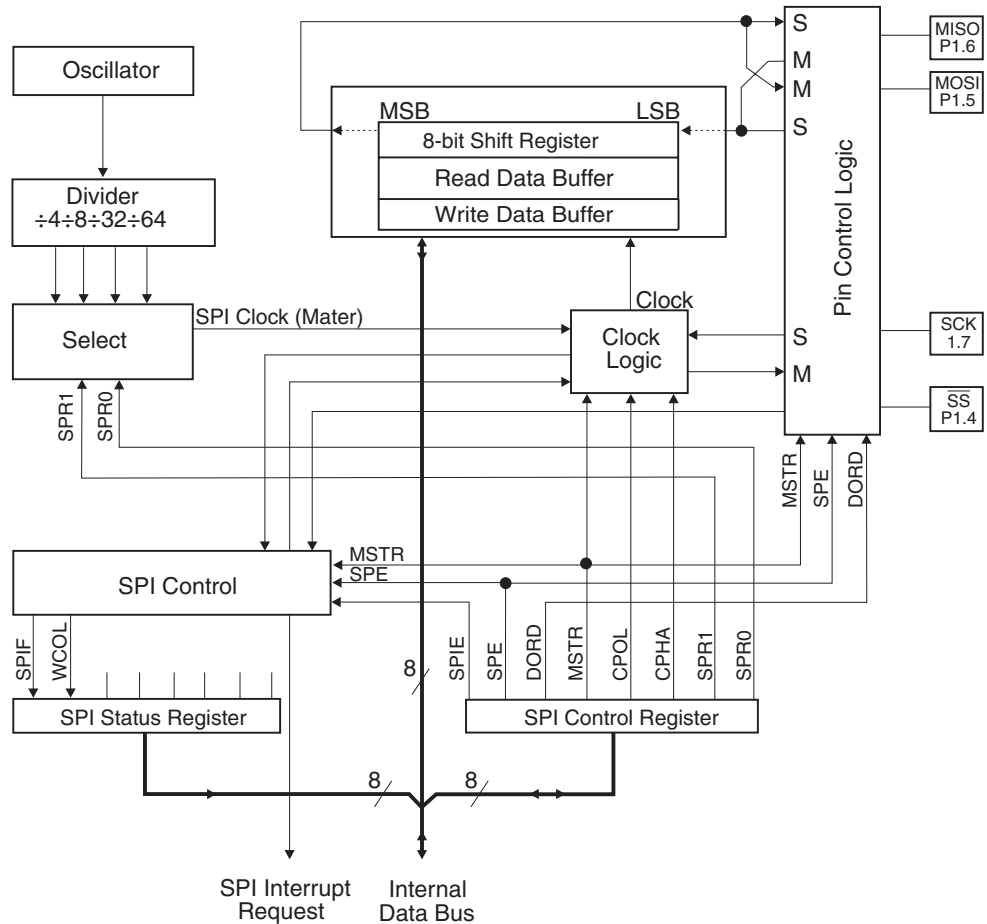 Oscillator
Divider
÷4÷8÷32÷64
Select
SPI Clock (Mater)
SPR1
SPR0
MSB
LSB
8-bit Shift Register
Read Data Buffer
Write Data Buffer
Clock
Clock
Logic
S
M
M
S
S
M
Pin Control Logic
MISO
P1.6
MOSI
P1.5
SCK
1.7
SS
P1.4
MSTR
SPE
DORD
SPI Control
MSTR
SPE
SPIF
WCOL
SPIE
SPE
DORD
MSTR
CPOL
CPHA
SPR1
SPR0
8
SPI Status Register
SPI Control Register
8
8
SPI Interrupt
Request
Internal
Data Bus